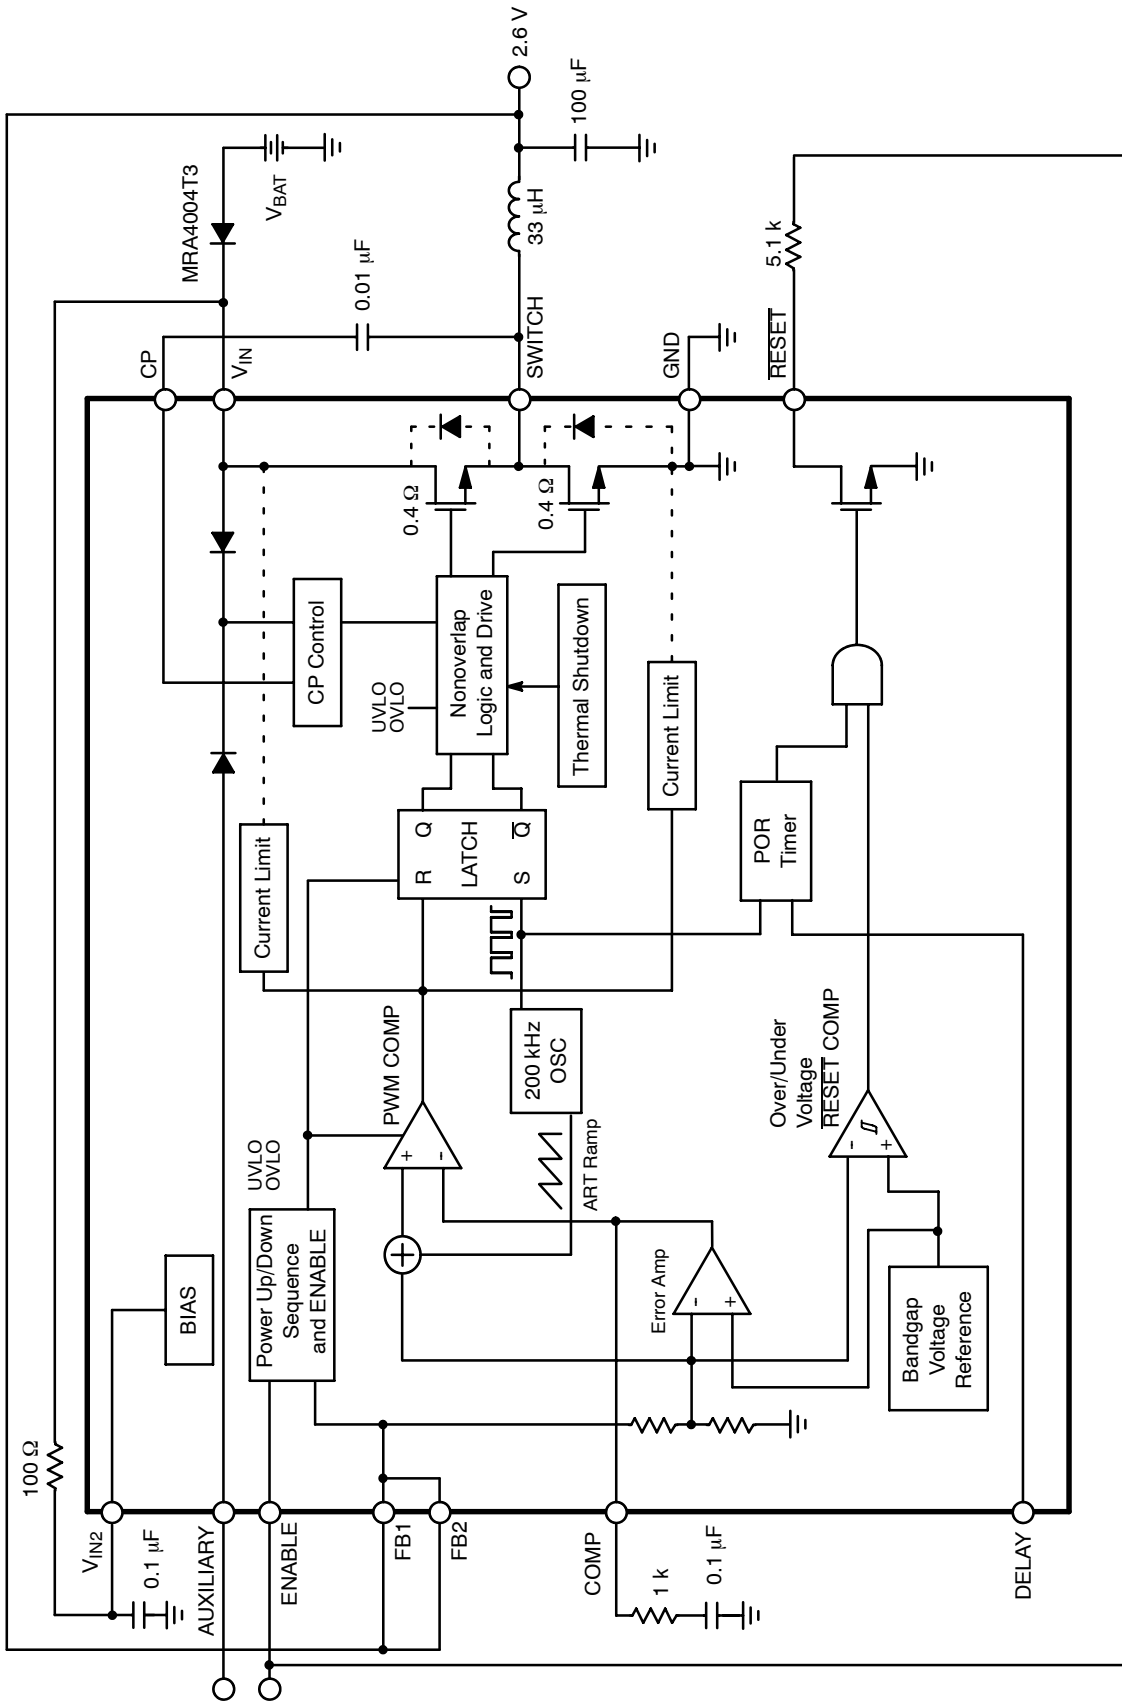 2.6 V
100 µF
MRA4004T3
VBAT
33 µH
0.01 µF
5.1 k
CP
VIN
SWITCH
GND
RESET
0.4 Ω
0.4 Ω
CP Control
UVLO
OVLO
Nonoverlap
Logic and Drive
Thermal Shutdown
Current Limit
Current Limit
R
Q
LATCH
S
Q
POR
Timer
PWM COMP
200 kHz
OSC
ART Ramp
Over/Under
Voltage
RESET COMP
UVLO
OVLO
+
-
-
+
BIAS
Power Up/Down
Sequence
and ENABLE
+
Error Amp
-
+
Bandgap
Voltage
Reference
100 Ω
VIN2
0.1 µF
AUXILIARY
ENABLE
FB1
FB2
COMP
1 k
0.1 µF
DELAY